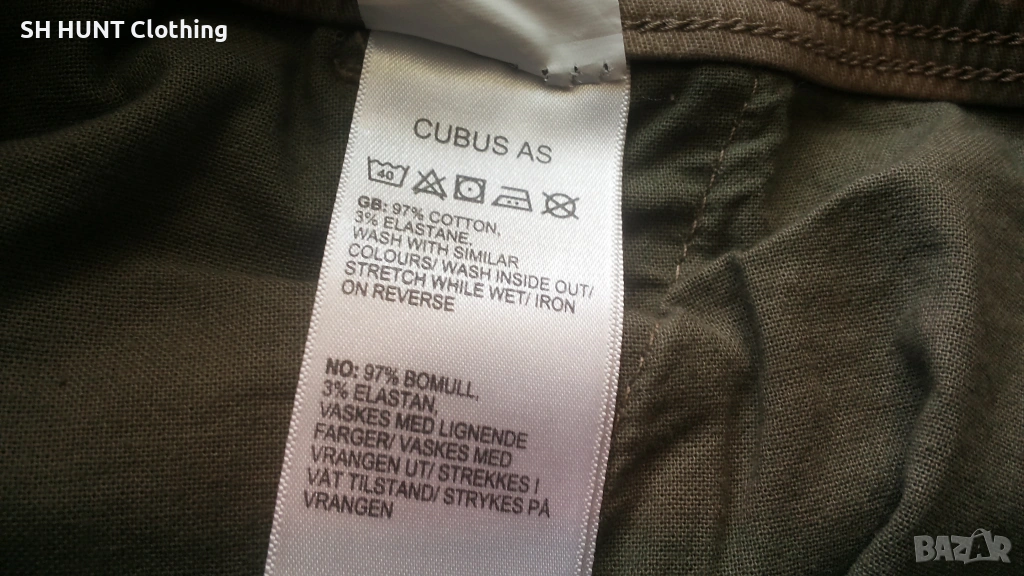 SH HUNT Clothing
CUBUS AS
40
GB: 97% COTTON,
3% ELASTANE,
WASH WITH SIMILAR
COLOURS/ WASH INSIDE OUT/
STRETCH WHILE WET/ IRON
ON REVERSE
NO: 97% BOMULL,
3% ELASTAN,
VASKES MED LIGNENDE
FARGER/ VASKES MED
VRANGEN UT/ STREKKES I
VÅT TILSTAND/ STRYKES PÅ
VRANGEN
BAZAR